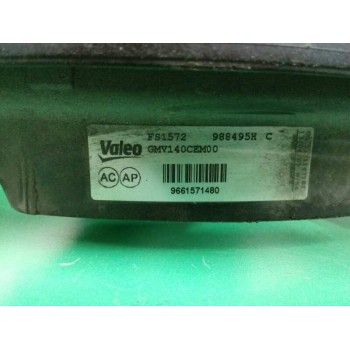 Valeo FS1572 988495H C
GMV140CEM00
AC AP
9661571480